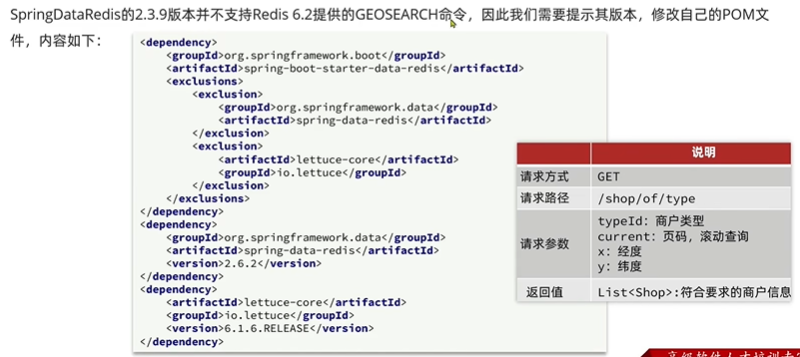 SpringDataRedis的2.3.9版本并不支持Redis 6.2提供的GEOSEARCH命令，因此我们需要提示其版本，修改自己的POM文
件，内容如下：
<dependency>
<groupId>org.springframework.boot</groupId>
<artifactId>spring-boot-starter-data-redis</artifactId>
<exclusions>
<exclusion>
<groupId>org.springframework.data</groupId>
<artifactId>spring-data-redis</artifactId>
</exclusion>
<exclusion>
<artifactId>lettuce-core</artifactId>
<groupId>io.lettuce</groupId>
</exclusion>
</exclusions>
</dependency>
<dependency>
<groupId>org.springframework.data</groupId>
<artifactId>spring-data-redis</artifactId>
<version>2.6.2</version>
</dependency>
<dependency>
<artifactId>lettuce-core</artifactId>
<groupId>io.lettuce</groupId>
<version>6.1.6.RELEASE</version>
</dependency>
说明
请求方式 GET
请求路径 /shop/of/type
请求参数 typeId：商户类型
current：页码，滚动查询
x：经度
y：纬度
返回值 List<Shop>:符合要求的商户信息